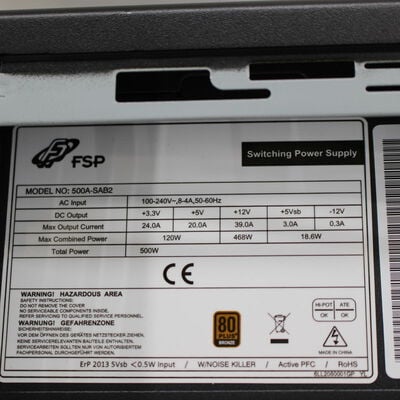 FSP
Switching Power Supply
MODEL NO: 500A-SAB2
AC Input 100-240V~,8-4A,50-60Hz
DC Output +3.3V +5V +12V +5Vsb -12V
Max Output Current 24.0A 20.0A 39.0A 3.0A 0.3A
Max Combined Power 120W 468W 18.6W
Total Power 500W
CE
WARNING! HAZARDOUS AREA
SAFETY INSTRUCTIONS:
DO NOT REMOVE THE COVER.
NO SERVICEABLE COMPONENTS INSIDE.
REFER SERVICING TO QUALIFIED SERVICE PERSONNEL.
WARNUNG! GEFAHRENZONE
SICHERHEITSHINWEIS:
VOR DEM ÖFFNEN DES GERÄTES NETZSTECKER ZIEHEN!
KEINE SERVICERELEVANTEN BAUTEILE ENTHALTEN.
SERVICEARBEITEN SOLLEN NUR VON AUTORISIERTEM
FACHPERSONAL DURCHGEFÜHRT WERDEN.
80
PLUS
BRONZE
HI-POT ATE
OK OK
MADE IN CHINA
ErP 2013 5Vsb <0.5W Input / W/NOISE KILLER / Active PFC / RoHS
6LL2080001GP YL